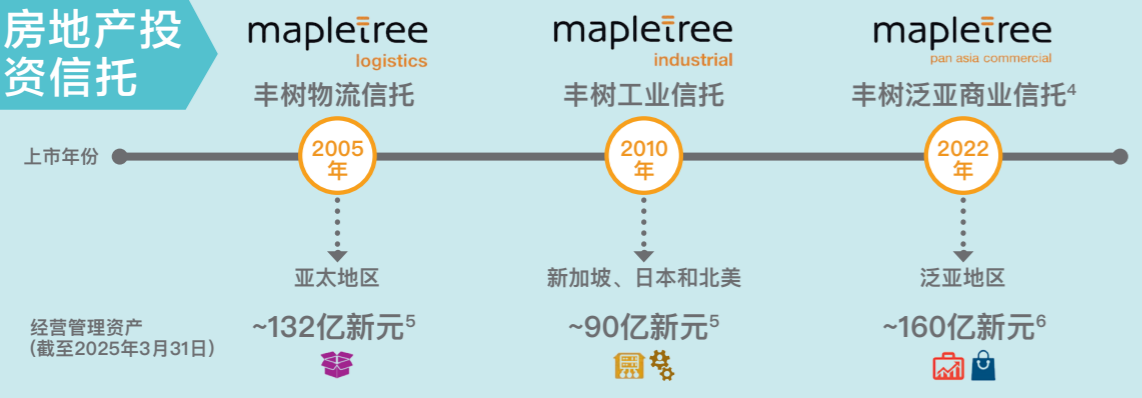 房地产投
资信托
mapletree
logistics
丰树物流信托
mapletree
industrial
丰树工业信托
mapletree
pan asia commercial
丰树泛亚商业信托4
上市年份
2005
年
2010
年
2022
年
亚太地区
新加坡、日本和北美
泛亚地区
经营管理资产
(截至2025年3月31日)
~132亿新元5
~90亿新元5
~160亿新元6